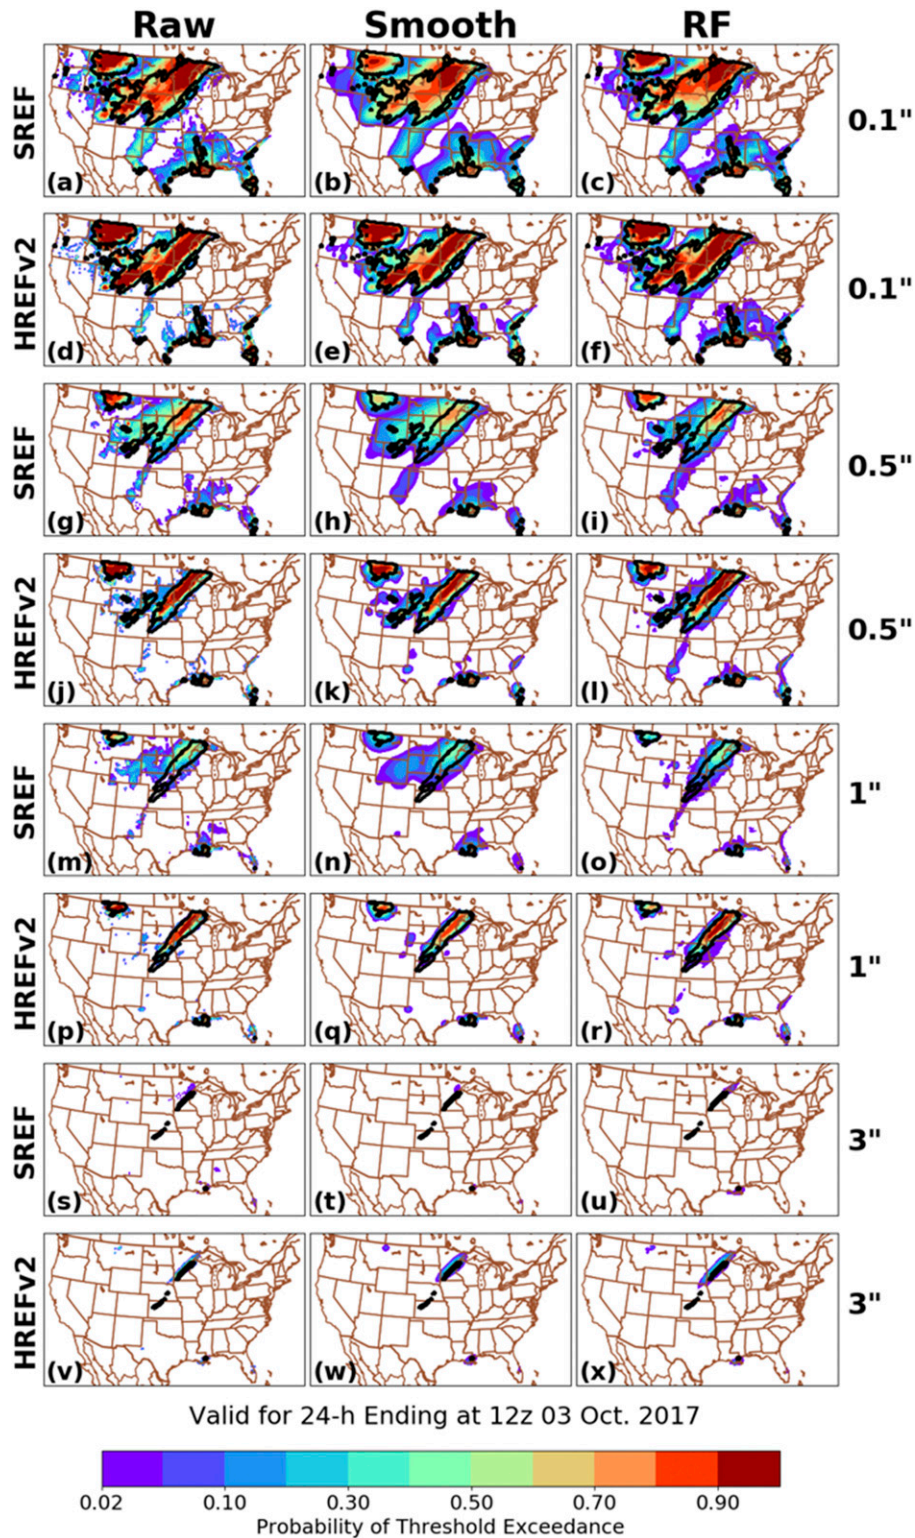 Raw Smooth RF
SREF (a) (b) (c) 0.1"
HREFv2 (d) (e) (f) 0.1"
SREF (g) (h) (i) 0.5"
HREFv2 (j) (k) (l) 0.5"
SREF (m) (n) (o) 1"
HREFv2 (p) (q) (r) 1"
SREF (s) (t) (u) 3"
HREFv2 (v) (w) (x) 3"
Valid for 24-h Ending at 12z 03 Oct. 2017
0.02 0.10 0.30 0.50 0.70 0.90
Probability of Threshold Exceedance